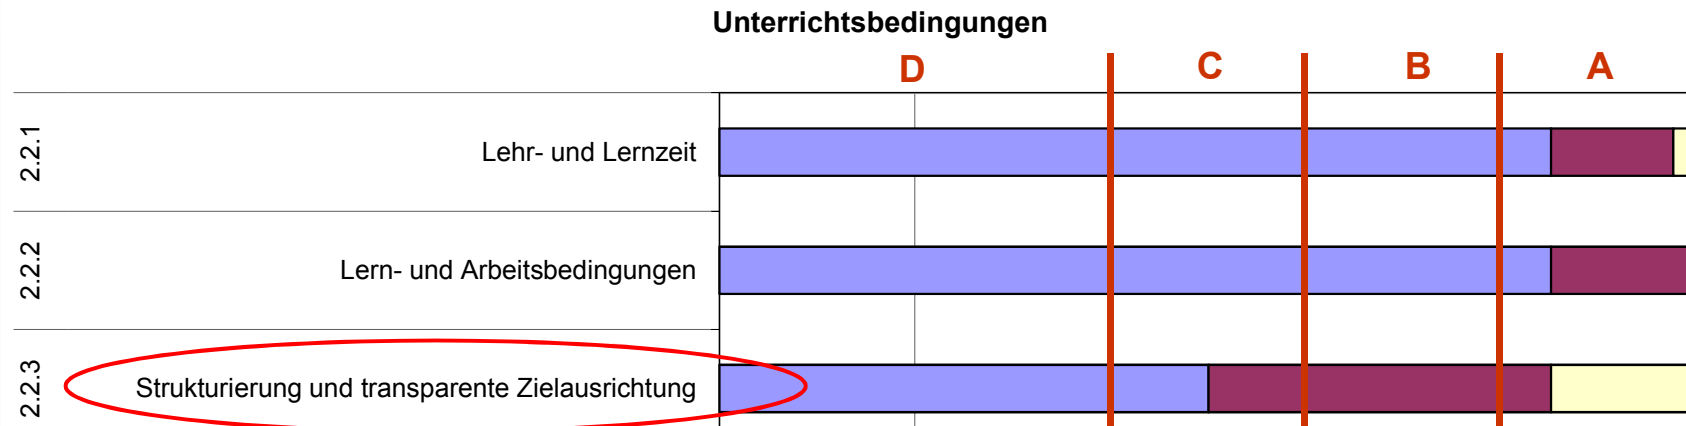 Unterrichtsbedingungen
D C B A
2.2.1 Lehr- und Lernzeit
2.2.2 Lern- und Arbeitsbedingungen
2.2.3 Strukturierung und transparente Zielausrichtung